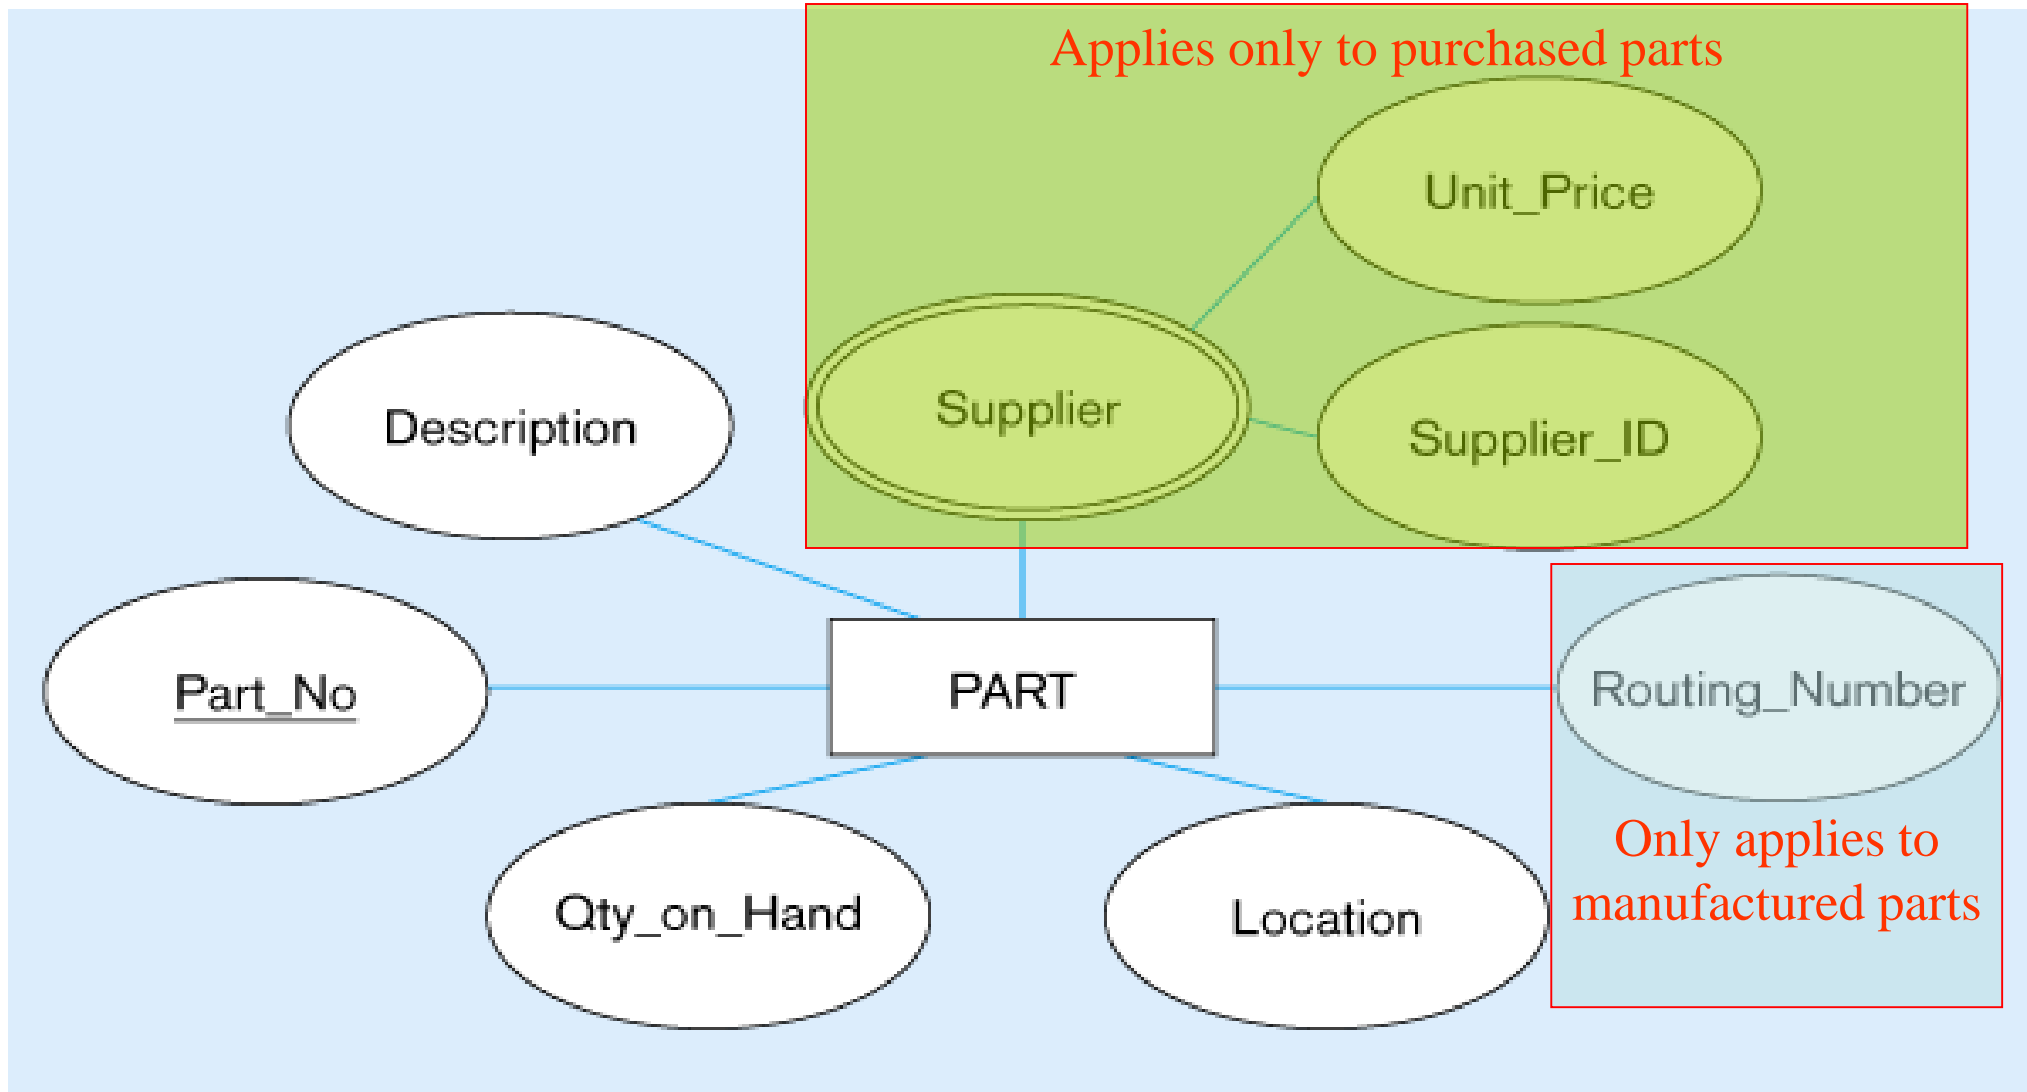 Applies only to purchased parts
Unit_Price
Supplier
Description
Supplier_ID
Part_No
PART
Routing_Number
Only applies to
manufactured parts
Qty_on_Hand
Location